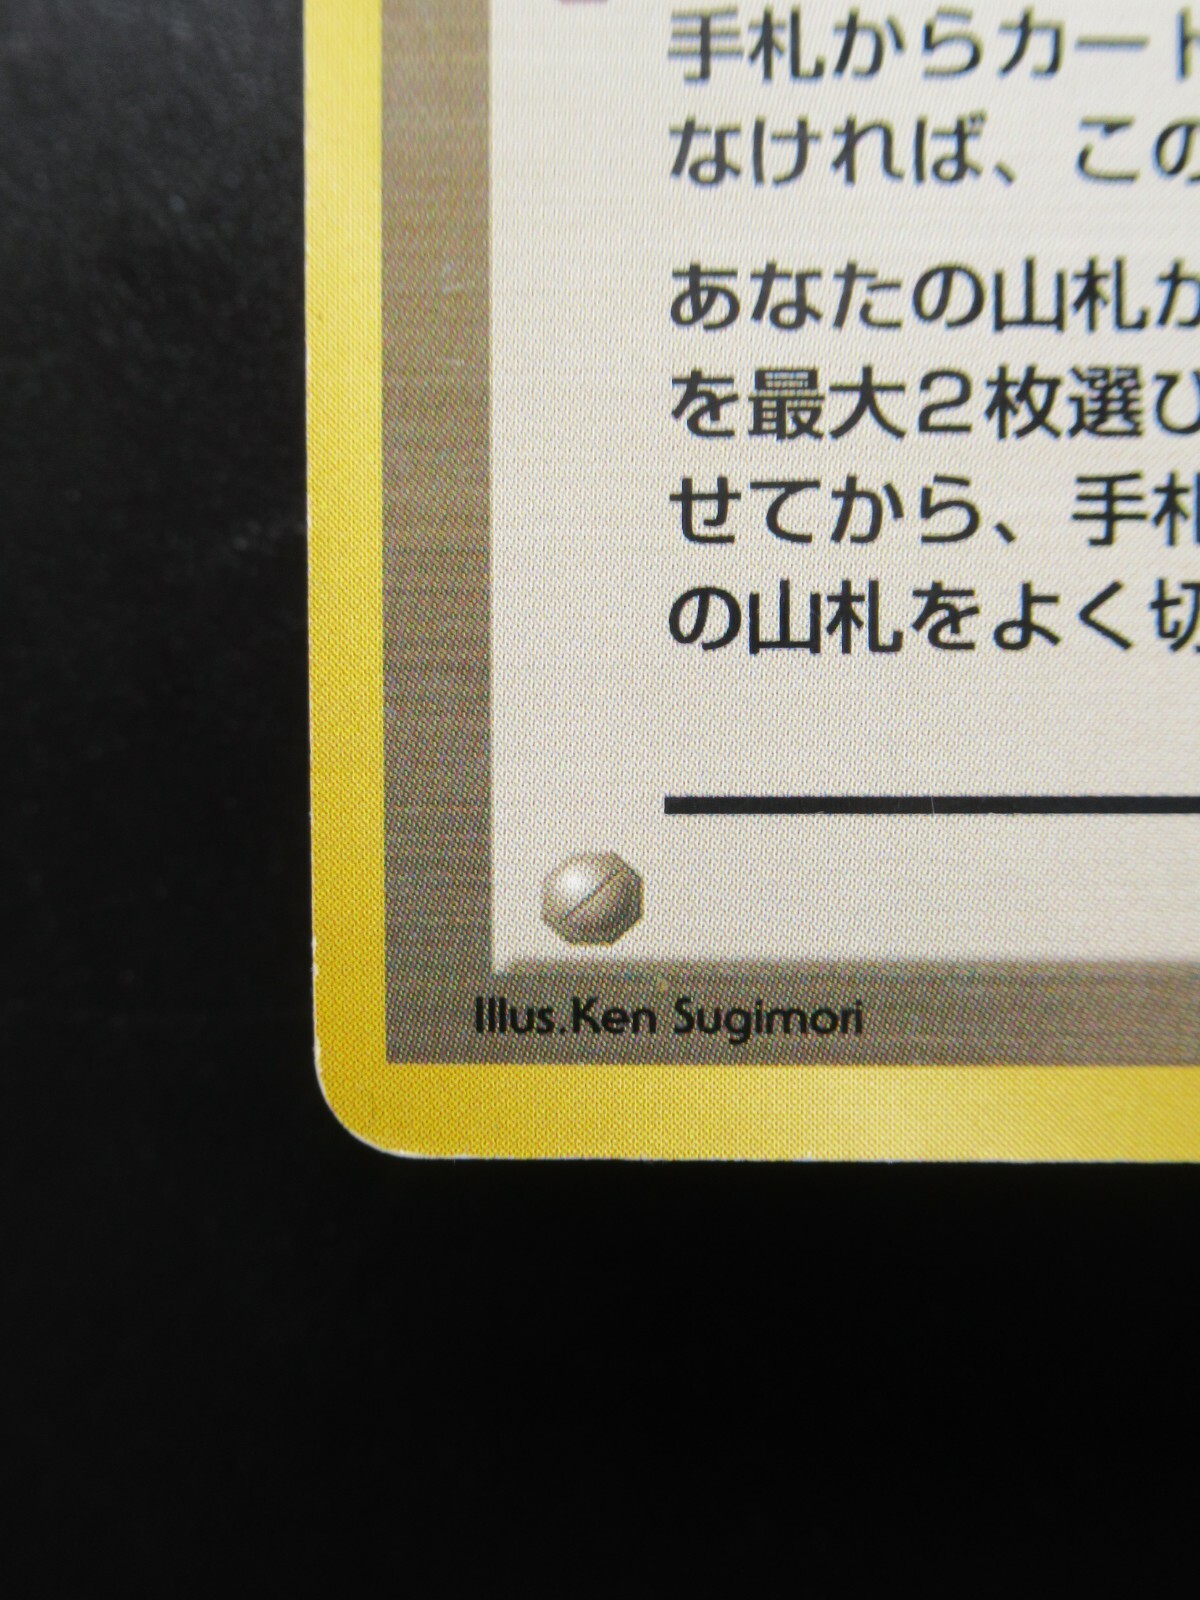 手札からカード
なければ、この
あなたの山札か
を最大2枚選び
せてから、手札
の山札をよく切
Illus.Ken Sugimori